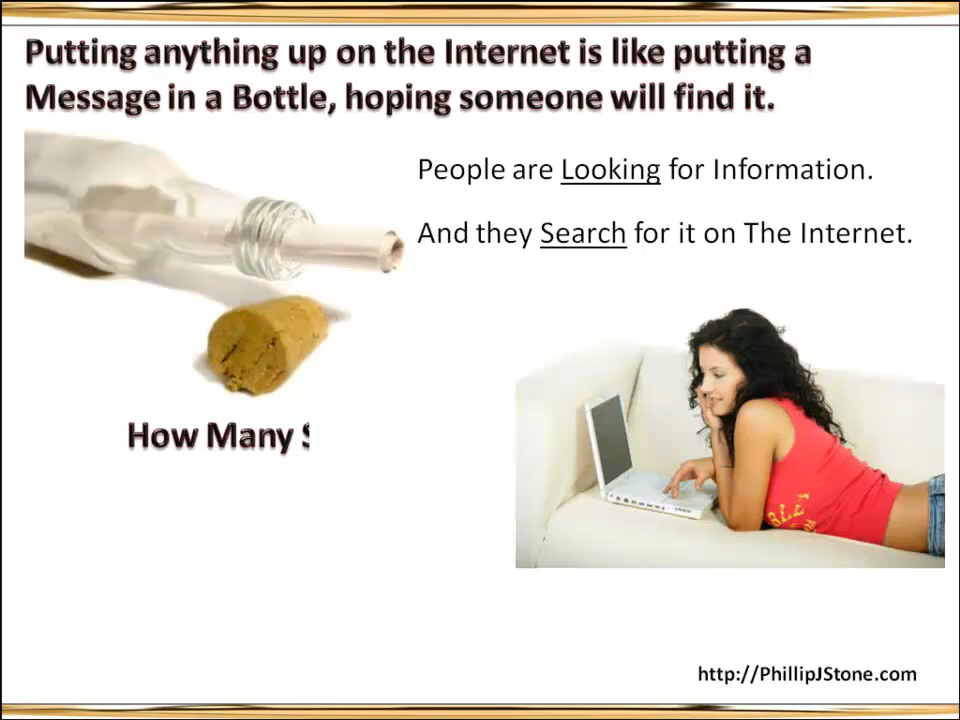 Putting anything up on the Internet is like putting a
Message in a Bottle, hoping someone will find it.
People are Looking for Information.
And they Search for it on The Internet.
How Many
http://PhillipJStone.com